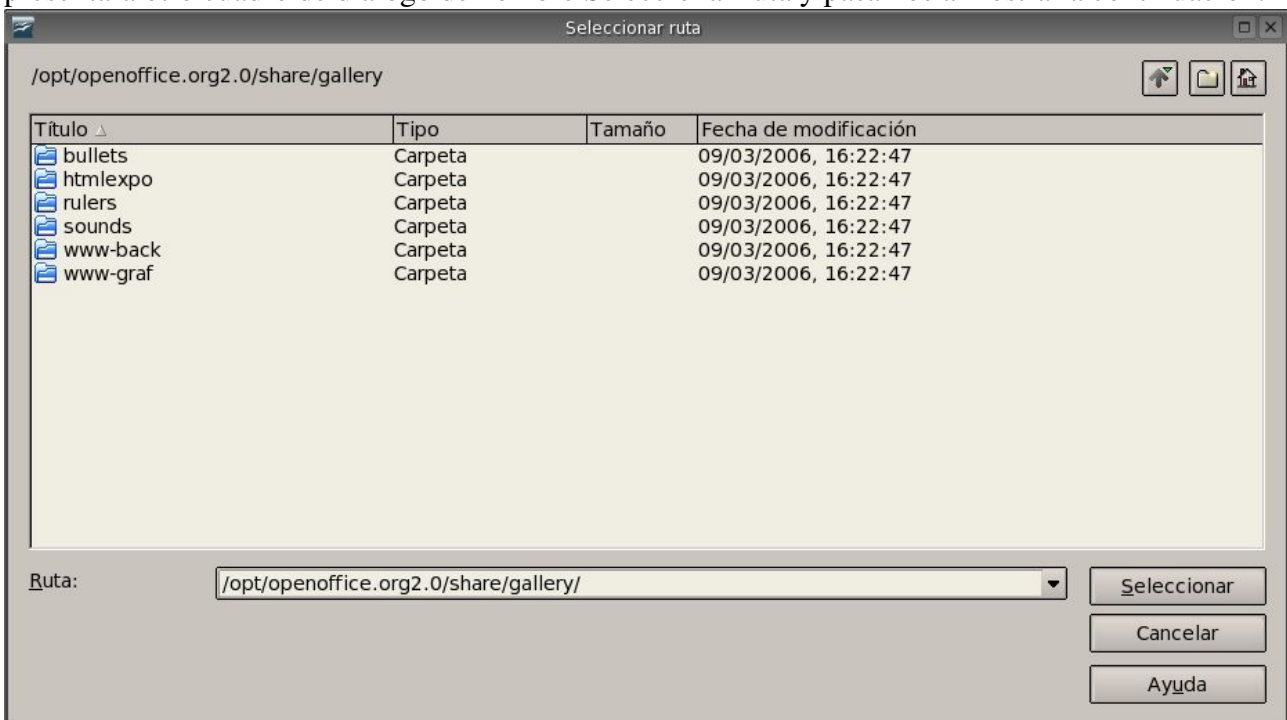 Seleccionar ruta
/opt/openoffice.org2.0/share/gallery
Título Tipo Tamaño Fecha de modificación
bullets Carpeta 09/03/2006, 16:22:47
htmlexpo Carpeta 09/03/2006, 16:22:47
rulers Carpeta 09/03/2006, 16:22:47
sounds Carpeta 09/03/2006, 16:22:47
www-back Carpeta 09/03/2006, 16:22:47
www-graf Carpeta 09/03/2006, 16:22:47
Ruta: /opt/openoffice.org2.0/share/gallery/
Seleccionar
Cancelar
Ayuda